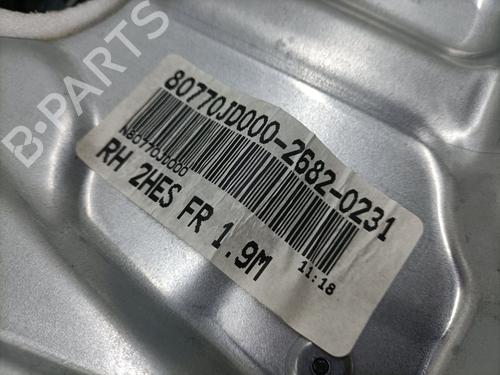 80770JD000-2682-0231
N80770JD000
RH 2HES FR 1.9M
11:18
B-PARTS